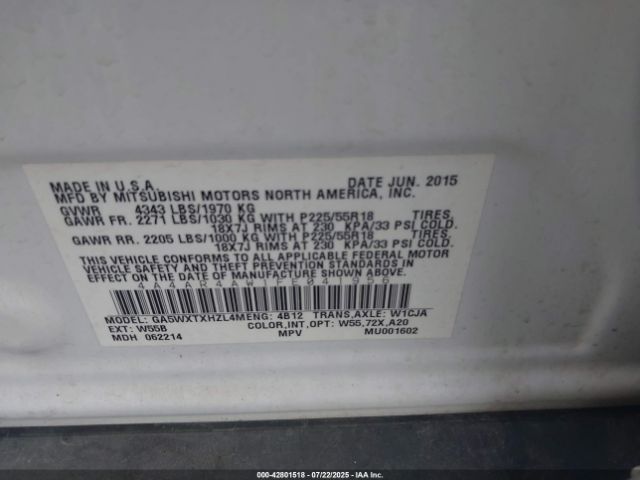 MADE IN U.S.A. DATE JUN. 2015
MFD BY MITSUBISHI MOTORS NORTH AMERICA, INC.
GVWR 4343 LBS/1970 KG
GAWR FR. 2271 LBS/1030 KG WITH P225/55R18 TIRES,
18X7J RIMS AT 230 KPA/33 PSI COLD.
GAWR RR. 2205 LBS/1000 KG WITH P225/55R18 TIRES,
18X7J RIMS AT 230 KPA/33 PSI COLD.
THIS VEHICLE CONFORMS TO ALL APPLICABLE FEDERAL MOTOR
VEHICLE SAFETY AND THEFT PREVENTION STANDARDS IN
EFFECT ON THE DATE OF MANUFACTURE SHOWN ABOVE.
4A4AR4AW1FE041956
MODEL: GA5WXTXHZL4M ENG: 4B12 TRANS,AXLE: W1CJA
EXT: W55B COLOR,INT,OPT: W55,72X,A20
MDH 062214 MPV MU001602
000-42801518 - 07/22/2025 - IAA Inc.